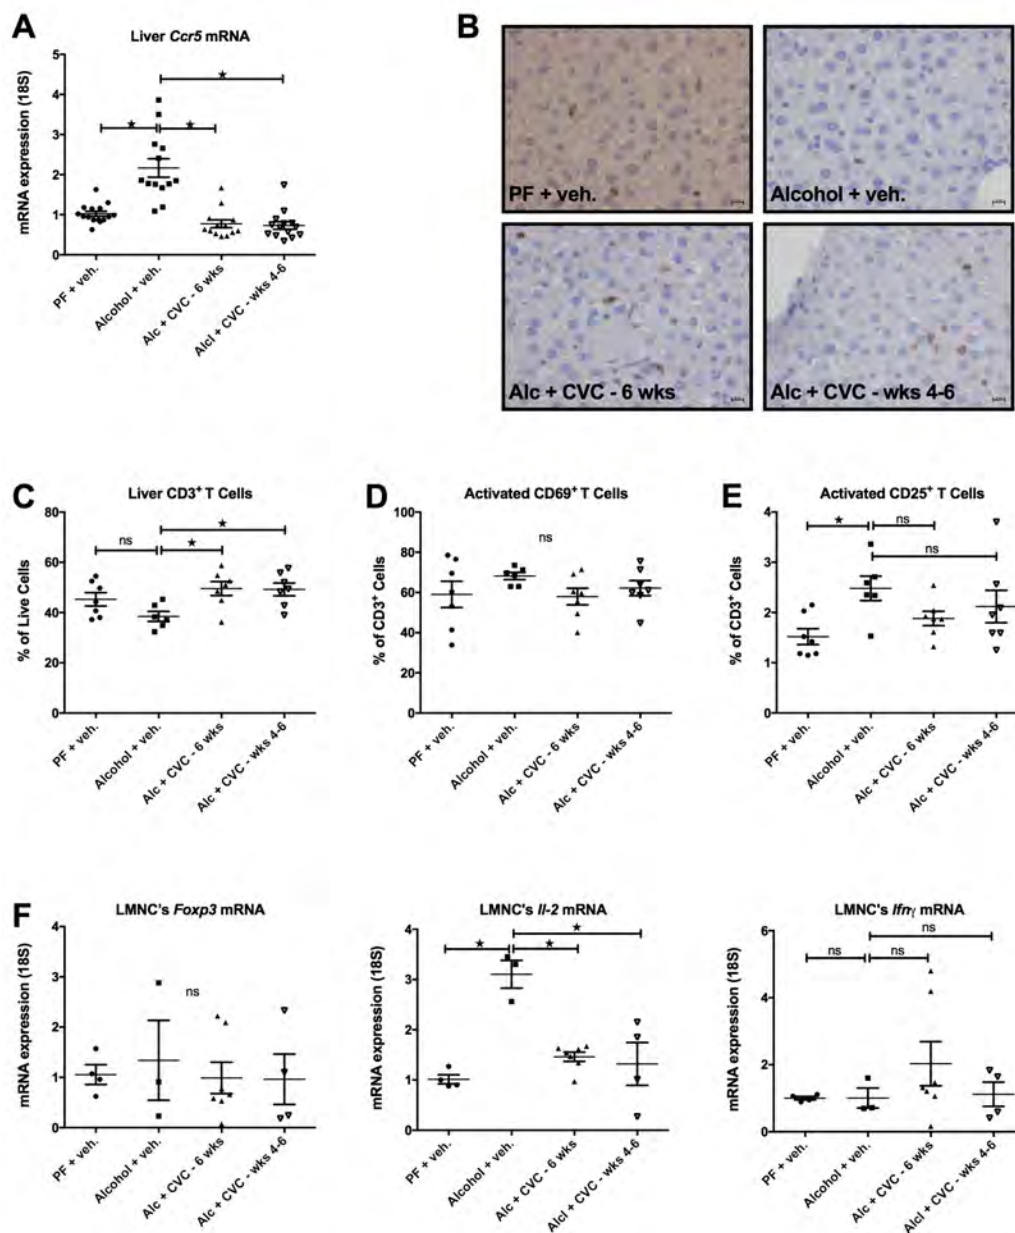 A
Liver Ccr5 mRNA
mRNA expression (18S)
5
4
3
2
1
0
★
★
★
PF + veh.
Alcohol + veh.
Alc + CVC - 6 wks
Alcl + CVC - wks 4-6
B
PF + veh.
Alcohol + veh.
Alc + CVC - 6 wks
Alc + CVC - wks 4-6
C
Liver CD3⁺ T Cells
% of Live Cells
80
60
40
20
0
ns
★
★
PF + veh.
Alcohol + veh.
Alc + CVC - 6 wks
Alc + CVC - wks 4-6
D
Activated CD69⁺ T Cells
% of CD3⁺ Cells
100
80
60
40
20
0
ns
PF + veh.
Alcohol + veh.
Alc + CVC - 6 wks
Alc + CVC - wks 4-6
E
Activated CD25⁺ T Cells
% of CD3⁺ Cells
4
3
2
1
0
★
ns
ns
PF + veh.
Alcohol + veh.
Alc + CVC - 6 wks
Alc + CVC - wks 4-6
F
LMNC's Foxp3 mRNA
mRNA expression (18S)
4
3
2
1
0
ns
PF + veh.
Alcohol + veh.
Alc + CVC - 6 wks
Alc + CVC - wks 4-6
LMNC's Il-2 mRNA
mRNA expression (18S)
4
3
2
1
0
★
★
★
PF + veh.
Alcohol + veh.
Alc + CVC - 6 wks
Alcl + CVC - wks 4-6
LMNC's Ifnγ mRNA
mRNA expression (18S)
6
4
2
0
ns
ns
ns
PF + veh.
Alcohol + veh.
Alc + CVC - 6 wks
Alcl + CVC - wks 4-6